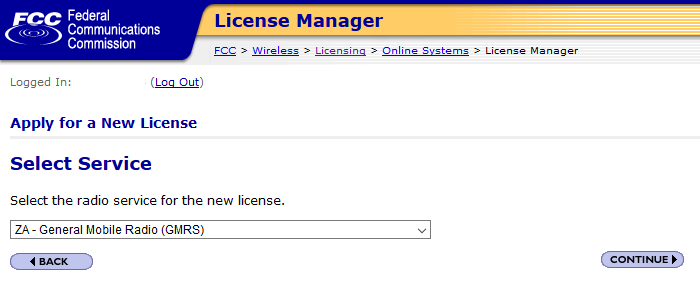 FCC Federal
Communications
Commission
License Manager
FCC > Wireless > Licensing > Online Systems > License Manager
Logged In: (Log Out)
Apply for a New License
Select Service
Select the radio service for the new license.
ZA - General Mobile Radio (GMRS)
BACK
CONTINUE